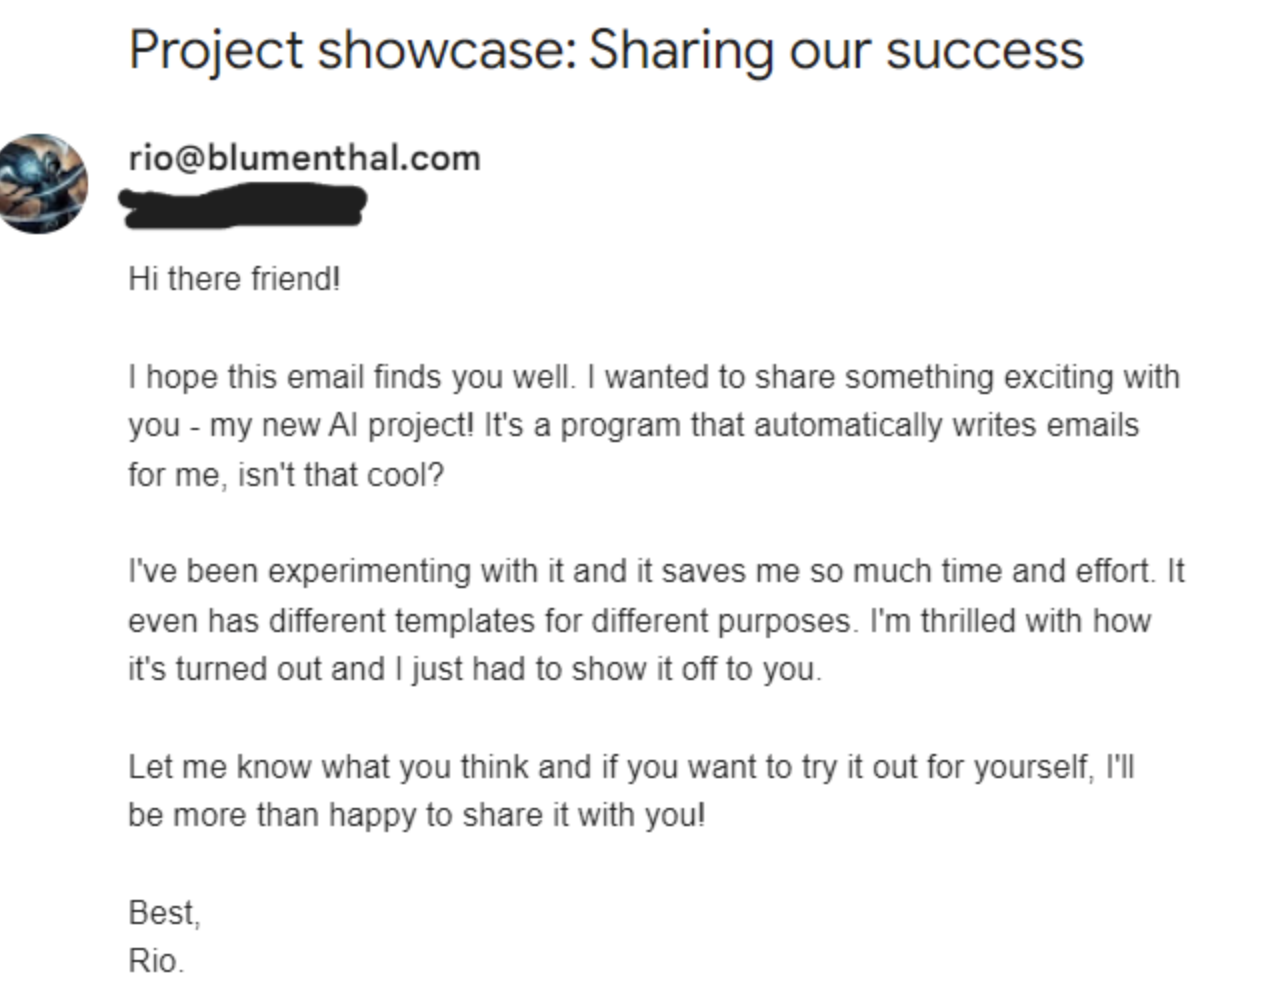 Project showcase: Sharing our success
rio@blumenthal.com
Hi there friend!
I hope this email finds you well. I wanted to share something exciting with
you - my new AI project! It's a program that automatically writes emails
for me, isn't that cool?
I've been experimenting with it and it saves me so much time and effort. It
even has different templates for different purposes. I'm thrilled with how
it's turned out and I just had to show it off to you.
Let me know what you think and if you want to try it out for yourself, I'll
be more than happy to share it with you!
Best,
Rio.